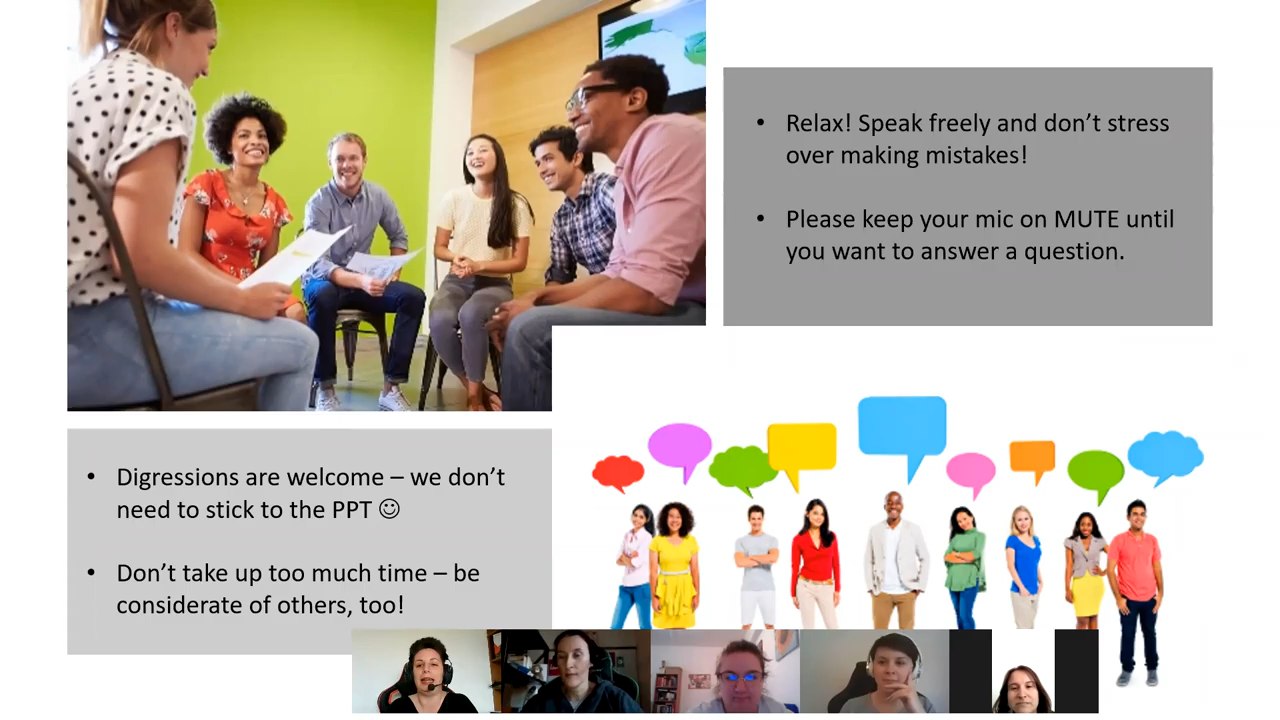 • Relax! Speak freely and don't stress
over making mistakes!
• Please keep your mic on MUTE until
you want to answer a question.
• Digressions are welcome – we don't
need to stick to the PPT ☺
• Don't take up too much time – be
considerate of others, too!